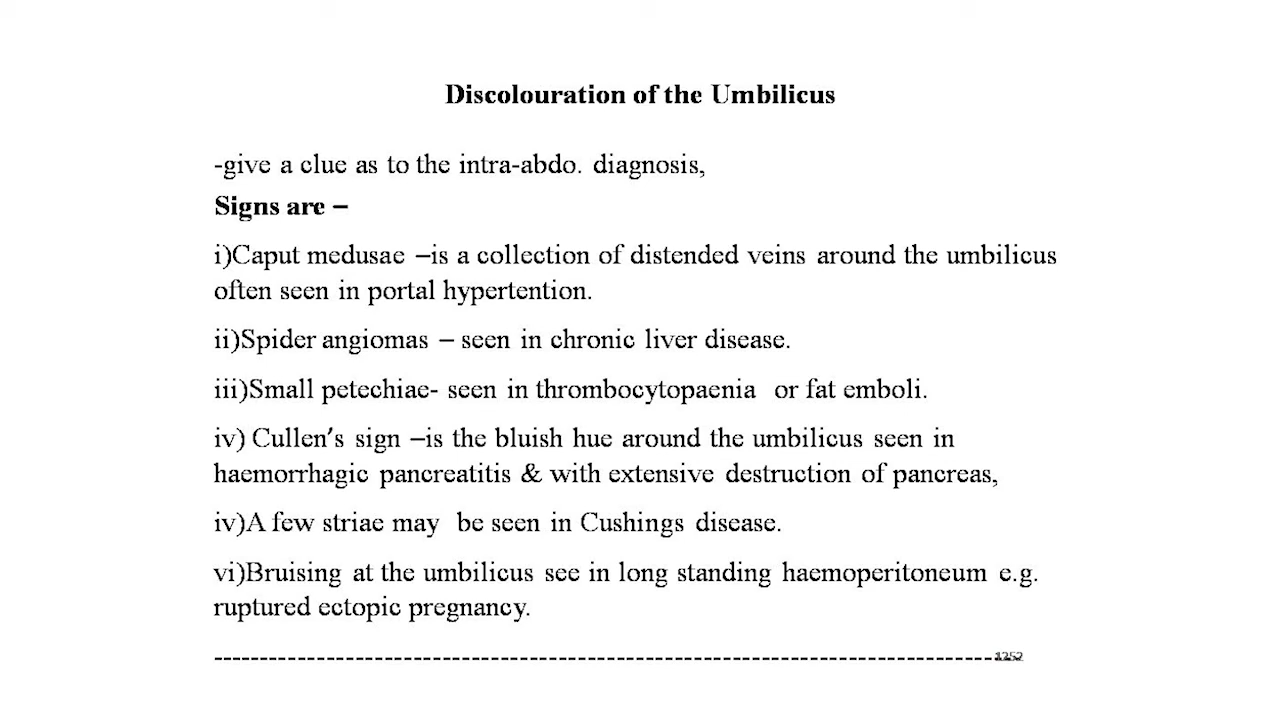 Discolouration of the Umbilicus
-give a clue as to the intra-abdo. diagnosis,
Signs are –
i)Caput medusae –is a collection of distended veins around the umbilicus
often seen in portal hypertention.
ii)Spider angiomas – seen in chronic liver disease.
iii)Small petechiae- seen in thrombocytopaenia or fat emboli.
iv) Cullen's sign –is the bluish hue around the umbilicus seen in
haemorrhagic pancreatitis & with extensive destruction of pancreas,
iv)A few striae may be seen in Cushings disease.
vi)Bruising at the umbilicus see in long standing haemoperitoneum e.g.
ruptured ectopic pregnancy.
1252